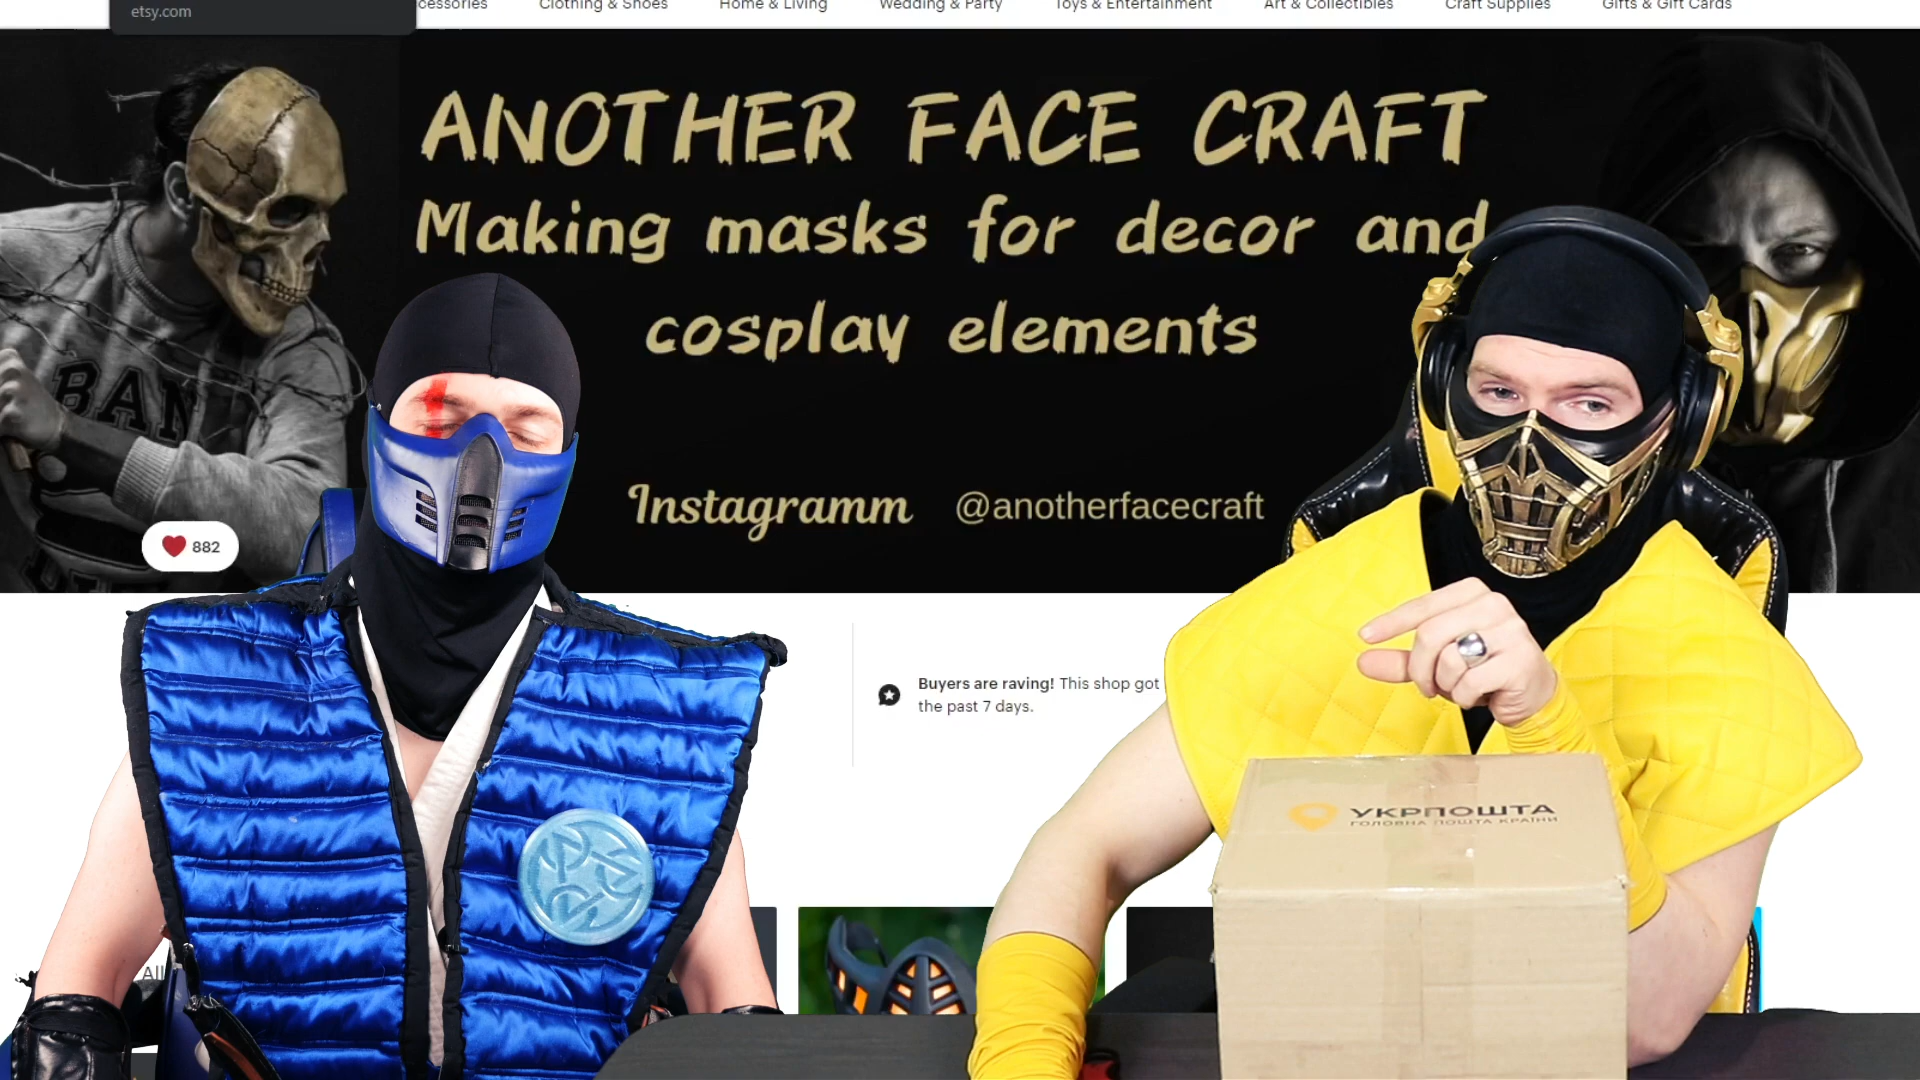 etsy.com
cessories Clothing & Shoes Home & Living Wedding & Party Toys & Entertainment Art & Collectibles Craft Supplies Gifts & Gift Cards
ANOTHER FACE CRAFT
Making masks for decor and
cosplay elements
Instagramm @anotherfacecraft
BAN
882
Buyers are raving! This shop got
the past 7 days.
УКРПОШТА
ГОЛОВНА ПОШТА КРАЇНИ
All